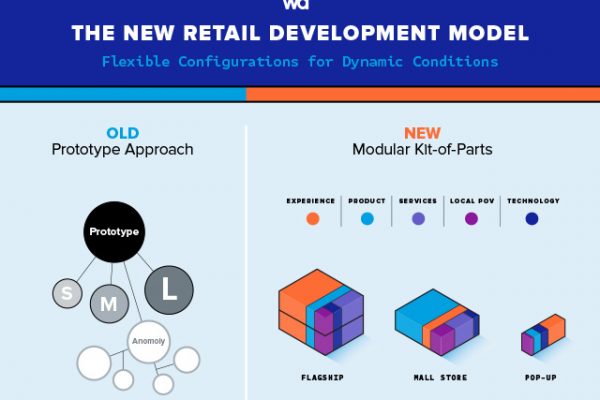 wd
THE NEW RETAIL DEVELOPMENT MODEL
Flexible Configurations for Dynamic Conditions
OLD
Prototype Approach
NEW
Modular Kit-of-Parts
EXPERIENCE
PRODUCT
SERVICES
LOCAL POV
TECHNOLOGY
Prototype
S
M
L
Anomoly
FLAGSHIP
MALL STORE
POP-UP